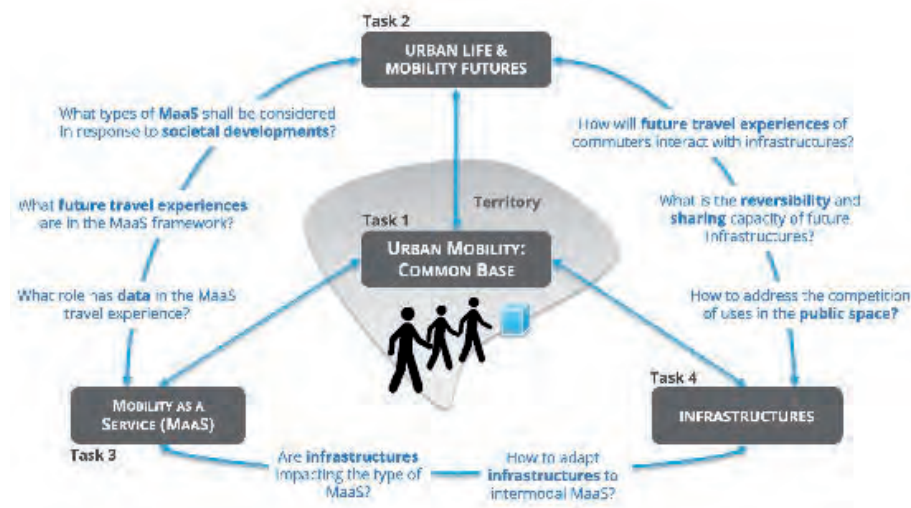 Task 2
URBAN LIFE &
MOBILITY FUTURES
What types of MaaS shall be considered
In response to societal developments?
How will future travel experiences of
commuters interact with infrastructures?
What future travel experiences
are in the MaaS framework?
Territory
What is the reversibility and
sharing capacity of future
Infrastructures?
Task 1
URBAN MOBILITY:
COMMON BASE
What role has data in the MaaS
travel experience?
How to address the competition
of uses in the public space?
Task 4
MOBILITY AS A
SERVICE (MAAS)
INFRASTRUCTURES
Task 3
Are infrastructures
impacting the type of
MaaS?
How to adapt
infrastructures to
intermodal MaaS?